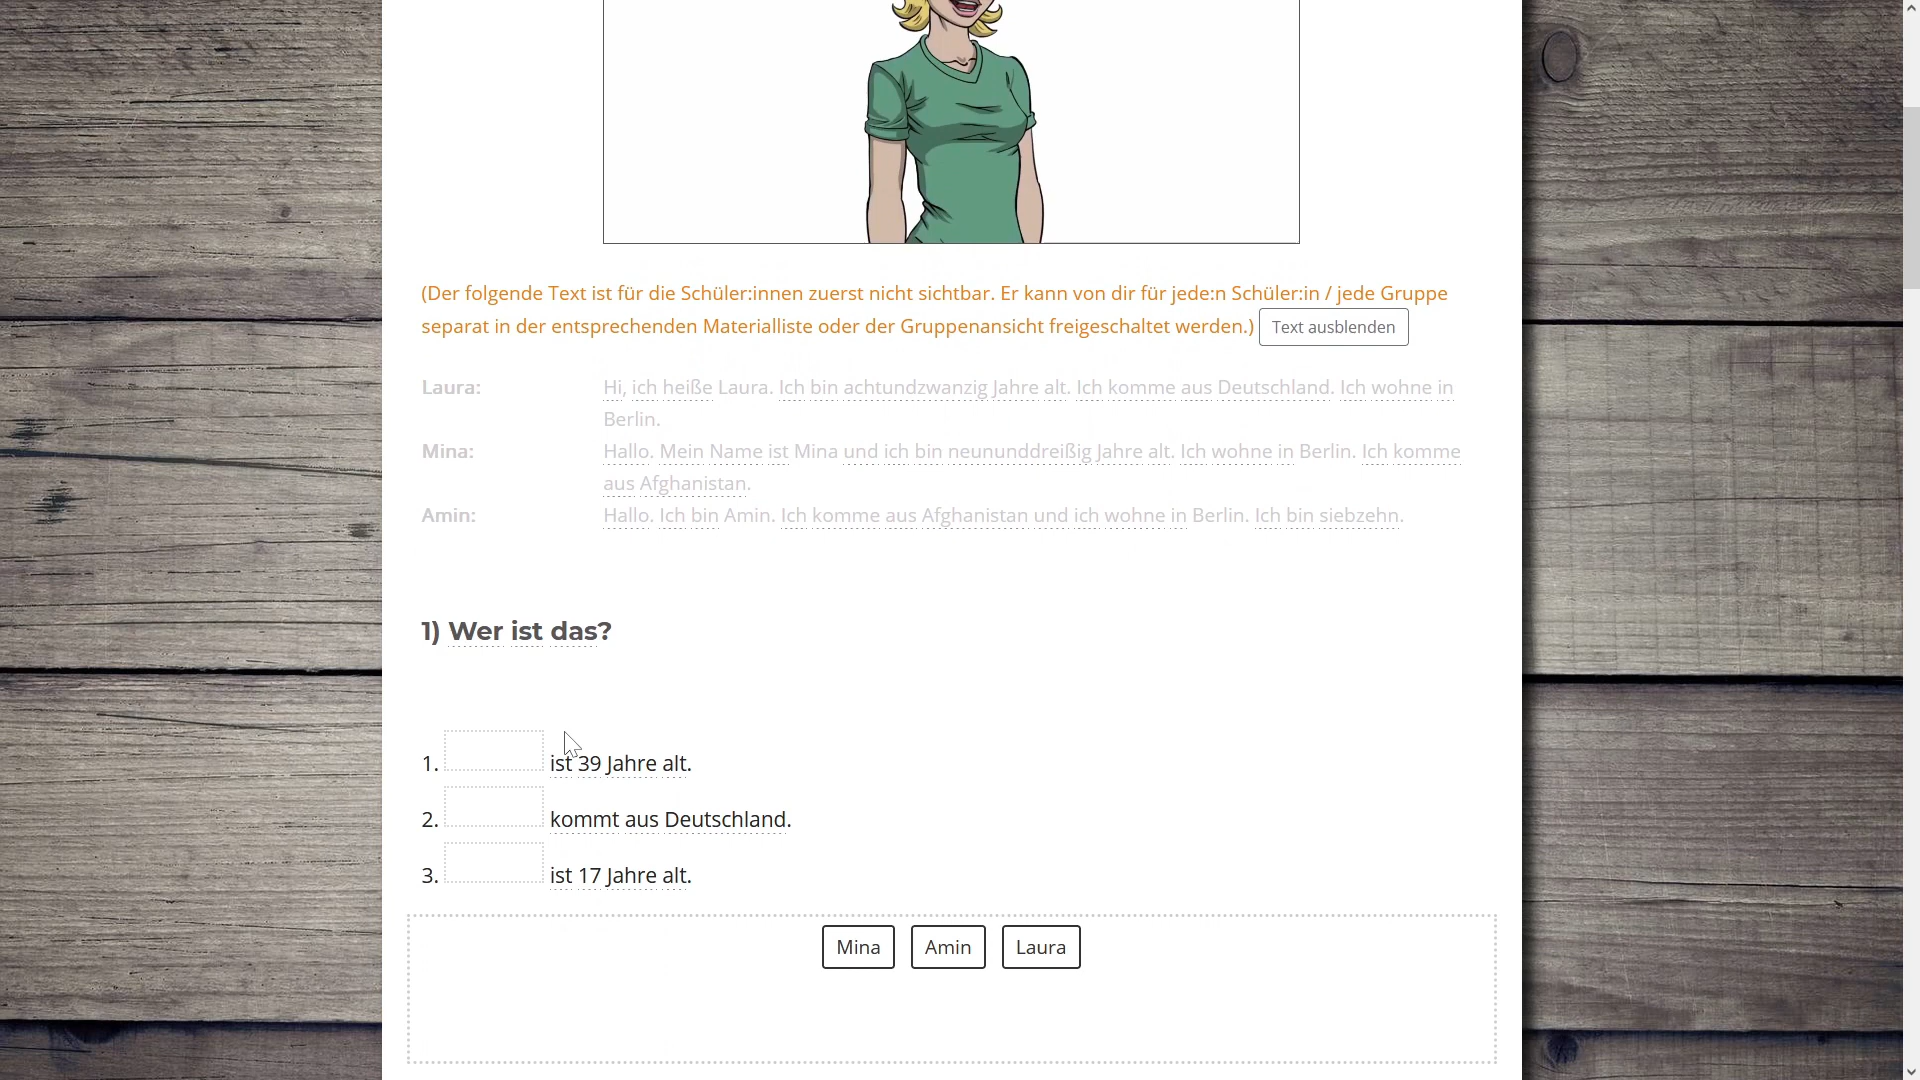 (Der folgende Text ist für die Schüler:innen zuerst nicht sichtbar. Er kann von dir für jede:n Schüler:in / jede Gruppe
separat in der entsprechenden Materialliste oder der Gruppenansicht freigeschaltet werden.) Text ausblenden
Laura: Hi, ich heiße Laura. Ich bin achtundzwanzig Jahre alt. Ich komme aus Deutschland. Ich wohne in
Berlin.
Mina: Hallo. Mein Name ist Mina und ich bin neununddreißig Jahre alt. Ich wohne in Berlin. Ich komme
aus Afghanistan.
Amin: Hallo. Ich bin Amin. Ich komme aus Afghanistan und ich wohne in Berlin. Ich bin siebzehn.
1) Wer ist das?
1. ist 39 Jahre alt.
2. kommt aus Deutschland.
3. ist 17 Jahre alt.
Mina Amin Laura